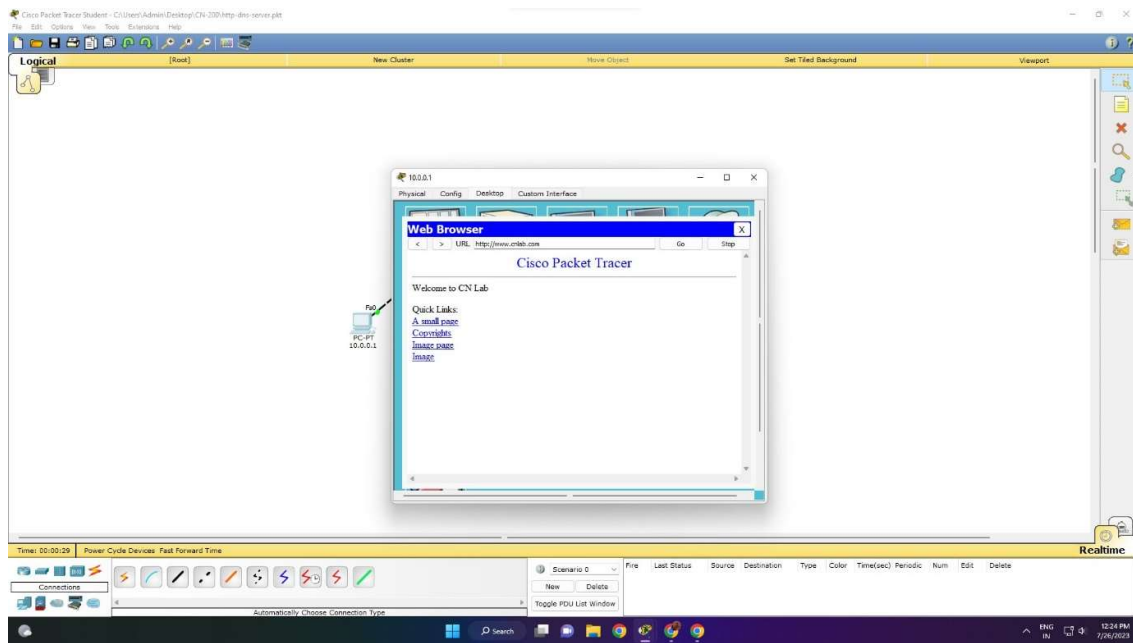 Cisco Packet Tracer Student - C:\Users\Admin\Desktop\CN-200\http-dns-server.pkt
File Edit Options View Tools Extensions Help
Logical [Root] New Cluster Move Object Set Tiled Background Viewport
10.0.0.1
Physical Config Desktop Custom Interface
Web Browser X
< > URL http://www.cnlab.com Go Stop
Cisco Packet Tracer
Welcome to CN Lab
Quick Links:
A small page
Copyrights
Image page
Image
Fa0
PC-PT
10.0.0.1
Time: 00:00:29 Power Cycle Devices Fast Forward Time Realtime
Connections
Automatically Choose Connection Type
Scenario 0
New Delete
Toggle PDU List Window
Fire Last Status Source Destination Type Color Time(sec) Periodic Num Edit Delete
Search
ENG
IN
12:24 PM
7/26/2023